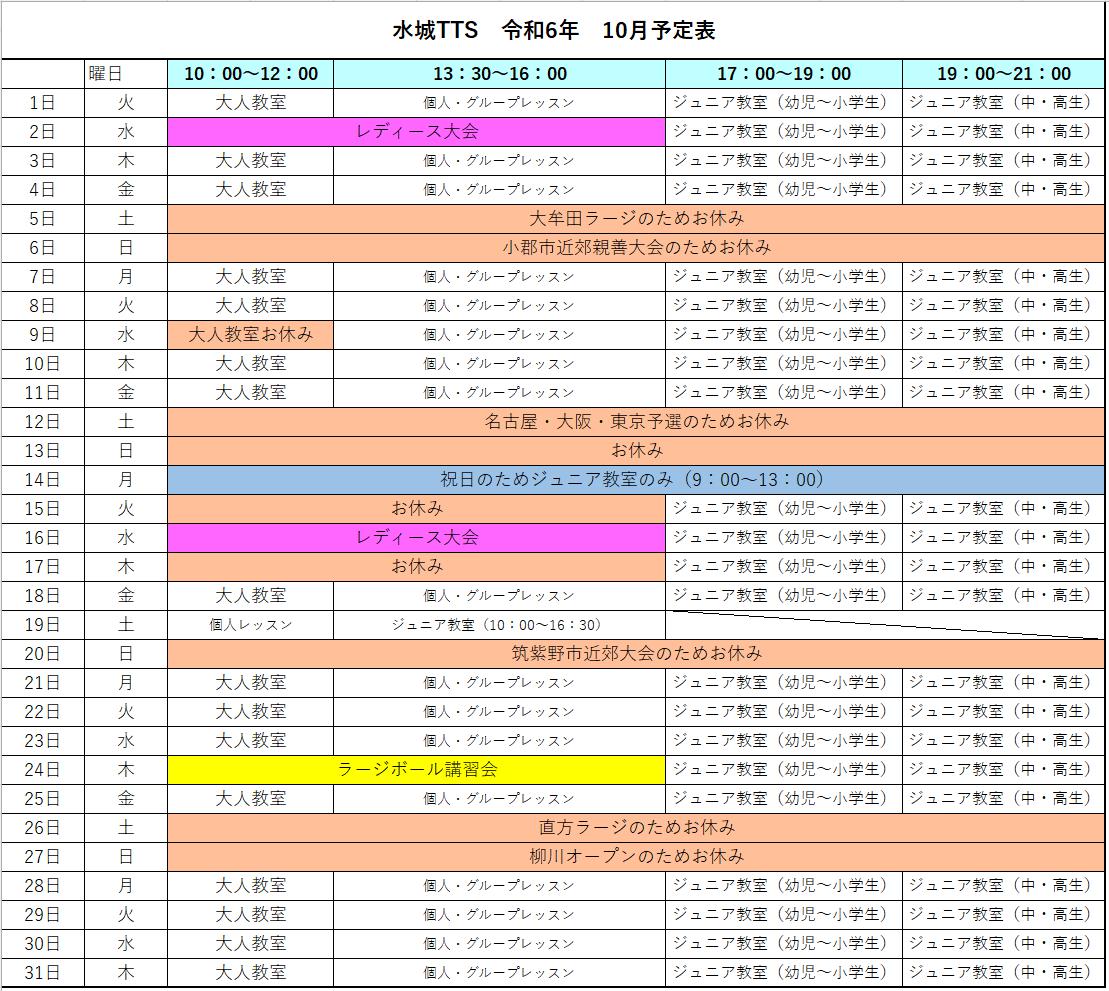 水城TTS　令和6年　10月予定表
曜日 10：00～12：00 13：30～16：00 17：00～19：00 19：00～21：00
1日 火 大人教室 個人・グループレッスン ジュニア教室（幼児～小学生） ジュニア教室（中・高生）
2日 水 レディース大会 ジュニア教室（幼児～小学生） ジュニア教室（中・高生）
3日 木 大人教室 個人・グループレッスン ジュニア教室（幼児～小学生） ジュニア教室（中・高生）
4日 金 大人教室 個人・グループレッスン ジュニア教室（幼児～小学生） ジュニア教室（中・高生）
5日 土 大牟田ラージのためお休み
6日 日 小郡市近郊親善大会のためお休み
7日 月 大人教室 個人・グループレッスン ジュニア教室（幼児～小学生） ジュニア教室（中・高生）
8日 火 大人教室 個人・グループレッスン ジュニア教室（幼児～小学生） ジュニア教室（中・高生）
9日 水 大人教室お休み 個人・グループレッスン ジュニア教室（幼児～小学生） ジュニア教室（中・高生）
10日 木 大人教室 個人・グループレッスン ジュニア教室（幼児～小学生） ジュニア教室（中・高生）
11日 金 大人教室 個人・グループレッスン ジュニア教室（幼児～小学生） ジュニア教室（中・高生）
12日 土 名古屋・大阪・東京予選のためお休み
13日 日 お休み
14日 月 祝日のためジュニア教室のみ（9：00～13：00）
15日 火 お休み ジュニア教室（幼児～小学生） ジュニア教室（中・高生）
16日 水 レディース大会 ジュニア教室（幼児～小学生） ジュニア教室（中・高生）
17日 木 お休み ジュニア教室（幼児～小学生） ジュニア教室（中・高生）
18日 金 大人教室 個人・グループレッスン ジュニア教室（幼児～小学生） ジュニア教室（中・高生）
19日 土 個人レッスン ジュニア教室（10：00～16：30）
20日 日 筑紫野市近郊大会のためお休み
21日 月 大人教室 個人・グループレッスン ジュニア教室（幼児～小学生） ジュニア教室（中・高生）
22日 火 大人教室 個人・グループレッスン ジュニア教室（幼児～小学生） ジュニア教室（中・高生）
23日 水 大人教室 個人・グループレッスン ジュニア教室（幼児～小学生） ジュニア教室（中・高生）
24日 木 ラージボール講習会 ジュニア教室（幼児～小学生） ジュニア教室（中・高生）
25日 金 大人教室 個人・グループレッスン ジュニア教室（幼児～小学生） ジュニア教室（中・高生）
26日 土 直方ラージのためお休み
27日 日 柳川オープンのためお休み
28日 月 大人教室 個人・グループレッスン ジュニア教室（幼児～小学生） ジュニア教室（中・高生）
29日 火 大人教室 個人・グループレッスン ジュニア教室（幼児～小学生） ジュニア教室（中・高生）
30日 水 大人教室 個人・グループレッスン ジュニア教室（幼児～小学生） ジュニア教室（中・高生）
31日 木 大人教室 個人・グループレッスン ジュニア教室（幼児～小学生） ジュニア教室（中・高生）